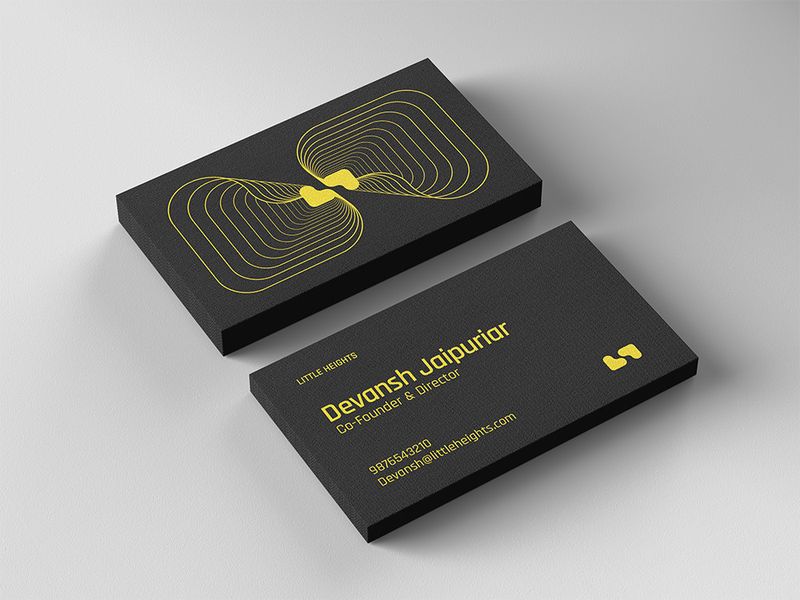 LITTLE HEIGHTS
Devansh Jaipuriar
Co-Founder & Director
9876543210
Devansh@littleheights.com